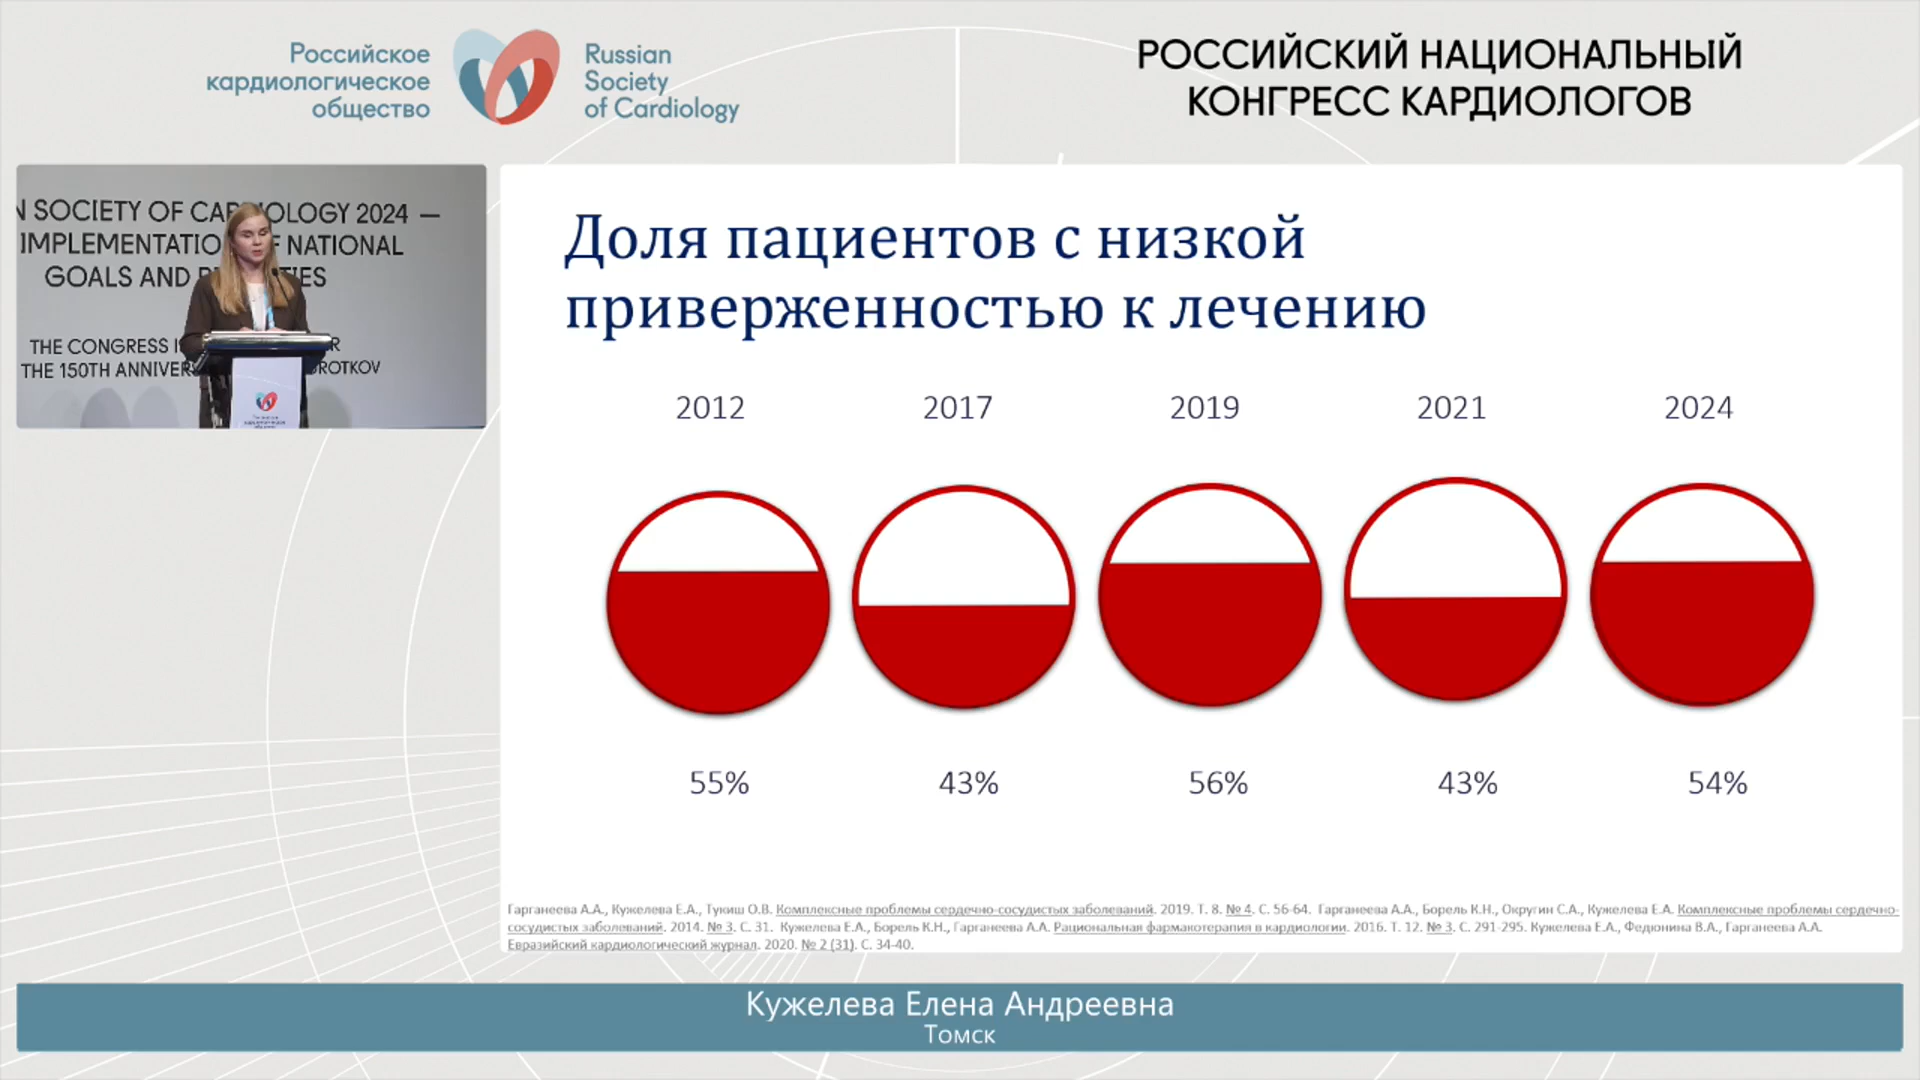 Российское
кардиологическое
общество
Russian
Society
of Cardiology
РОССИЙСКИЙ НАЦИОНАЛЬНЫЙ
КОНГРЕСС КАРДИОЛОГОВ
N SOCIETY OF CARDIOLOGY 2024 —
IMPLEMENTATIO F NATIONAL
GOALS AND PR TIES
THE CONGRESS I R
THE 150TH ANNIVER OROTKOV
Доля пациентов с низкой
приверженностью к лечению
2012 2017 2019 2021 2024
55% 43% 56% 43% 54%
Гарганеева А.А., Кужелева Е.А., Тукиш О.В. Комплексные проблемы сердечно-сосудистых заболеваний. 2019. Т. 8. № 4. С. 56-64. Гарганеева А.А., Борель К.Н., Округин С.А., Кужелева Е.А. Комплексные проблемы сердечно-
сосудистых заболеваний. 2014. № 3. С. 31. Кужелева Е.А., Борель К.Н., Гарганеева А.А. Рациональная фармакотерапия в кардиологии. 2016. Т. 12. № 3. С. 291-295. Кужелева Е.А., Федюнина В.А., Гарганеева А.А.
Евразийский кардиологический журнал. 2020. № 2 (31). С. 34-40.
Кужелева Елена Андреевна
Томск